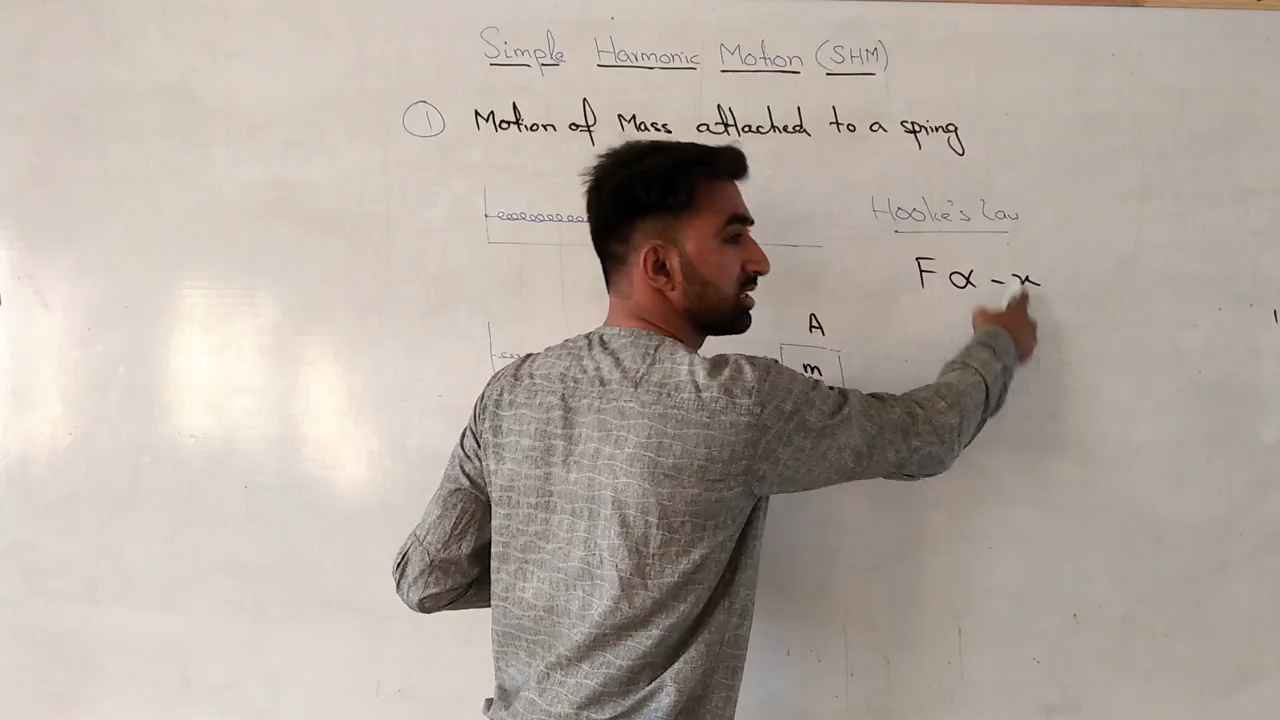 Simple Harmonic Motion (SHM)
① Motion of Mass attached to a spring
Hooke's Law
F ∝ -x
A
m